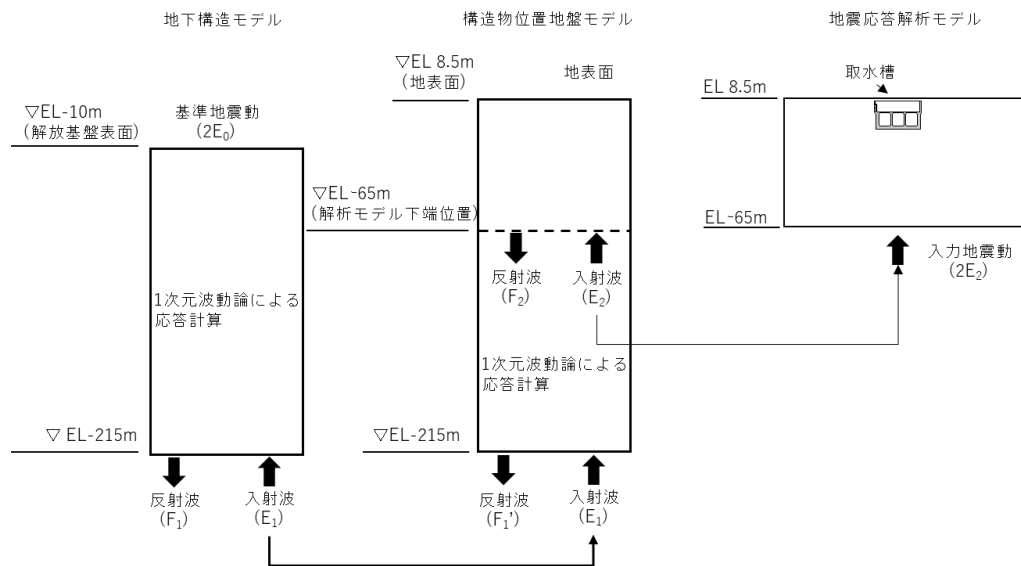 地下構造モデル
▽EL-10m
(解放基盤表面)
基準地震動
(2E₀)
1次元波動論による
応答計算
▽ EL-215m
反射波
(F₁)
入射波
(E₁)
構造物位置地盤モデル
▽EL 8.5m
(地表面)
地表面
▽EL-65m
(解析モデル下端位置)
反射波
(F₂)
入射波
(E₂)
1次元波動論による
応答計算
▽EL-215m
反射波
(F₁')
入射波
(E₁)
地震応答解析モデル
取水槽
EL 8.5m
EL-65m
入力地震動
(2E₂)